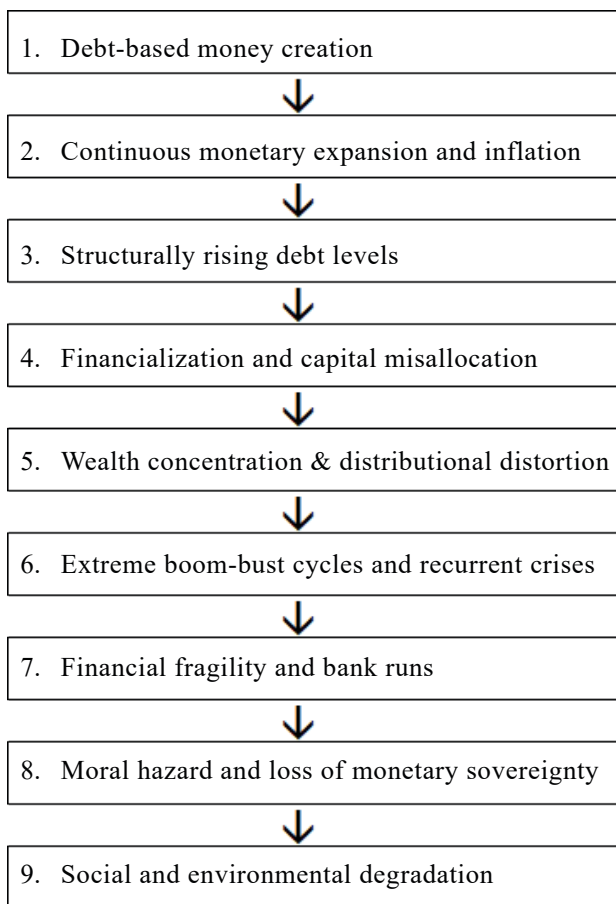 1. Debt-based money creation
2. Continuous monetary expansion and inflation
3. Structurally rising debt levels
4. Financialization and capital misallocation
5. Wealth concentration & distributional distortion
6. Extreme boom-bust cycles and recurrent crises
7. Financial fragility and bank runs
8. Moral hazard and loss of monetary sovereignty
9. Social and environmental degradation